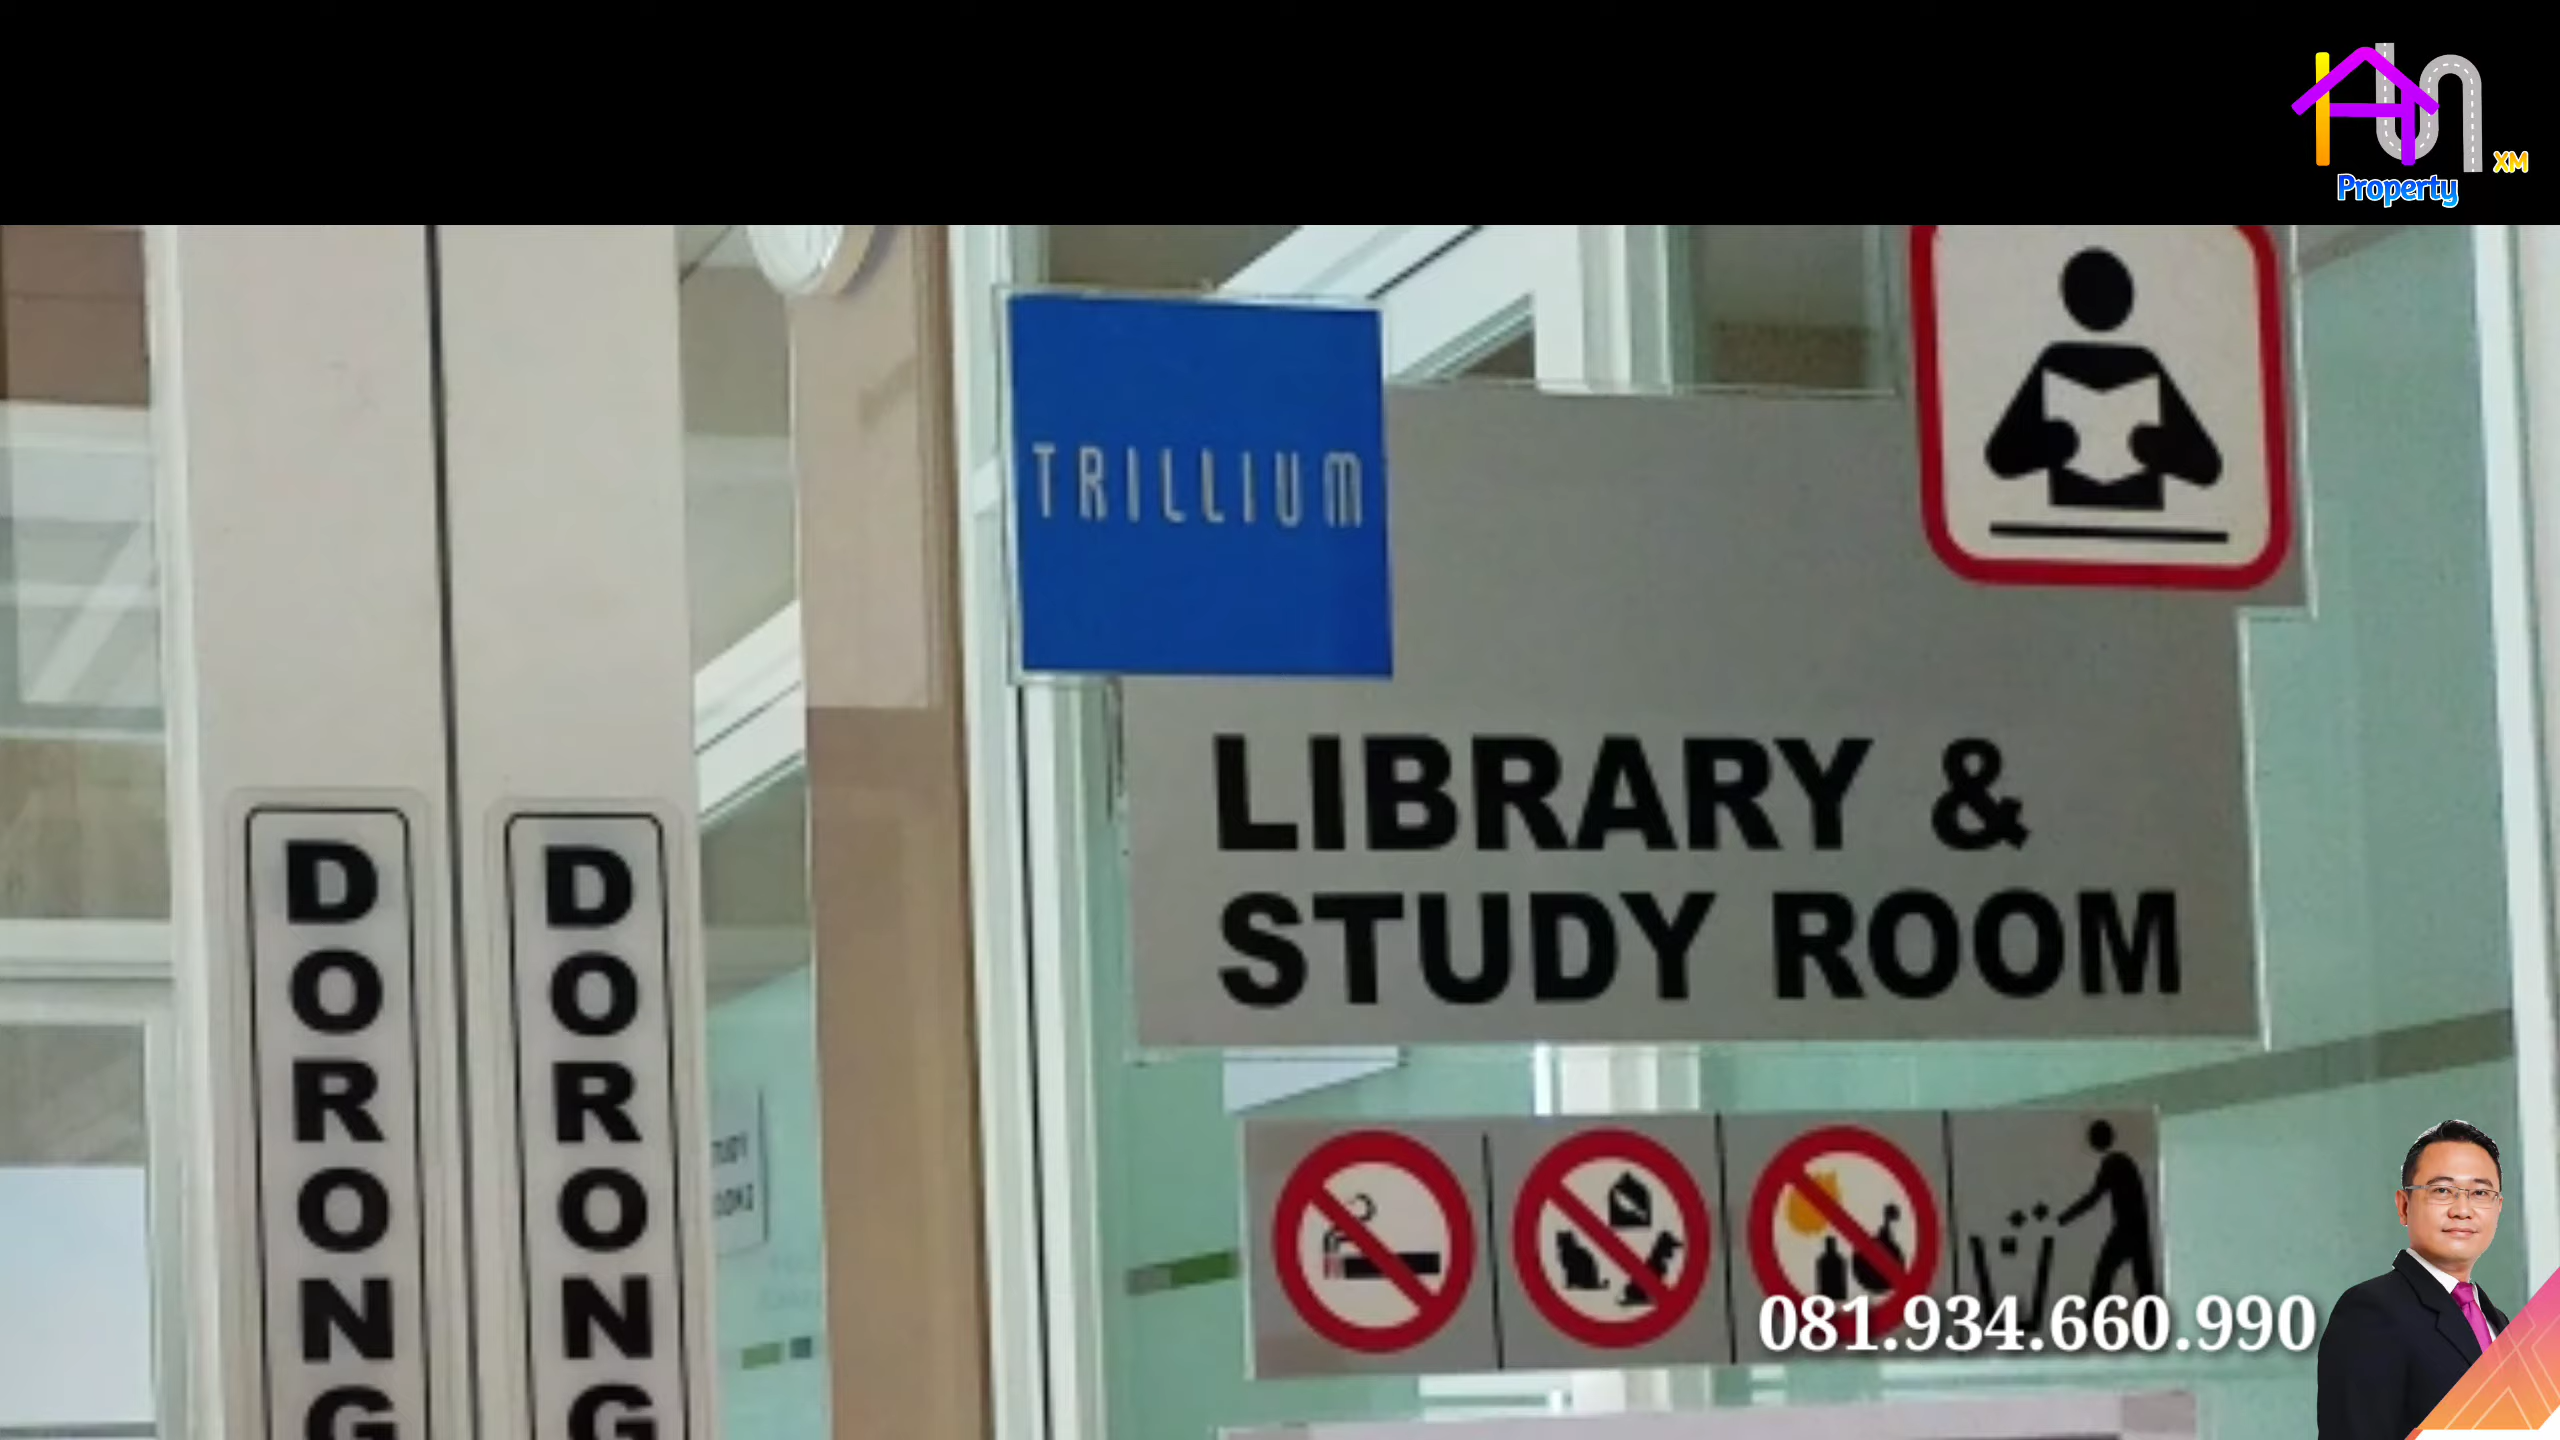 XM
Property
TRILLIUM
LIBRARY &
STUDY ROOM
DORONG
DORONG
081.934.660.990